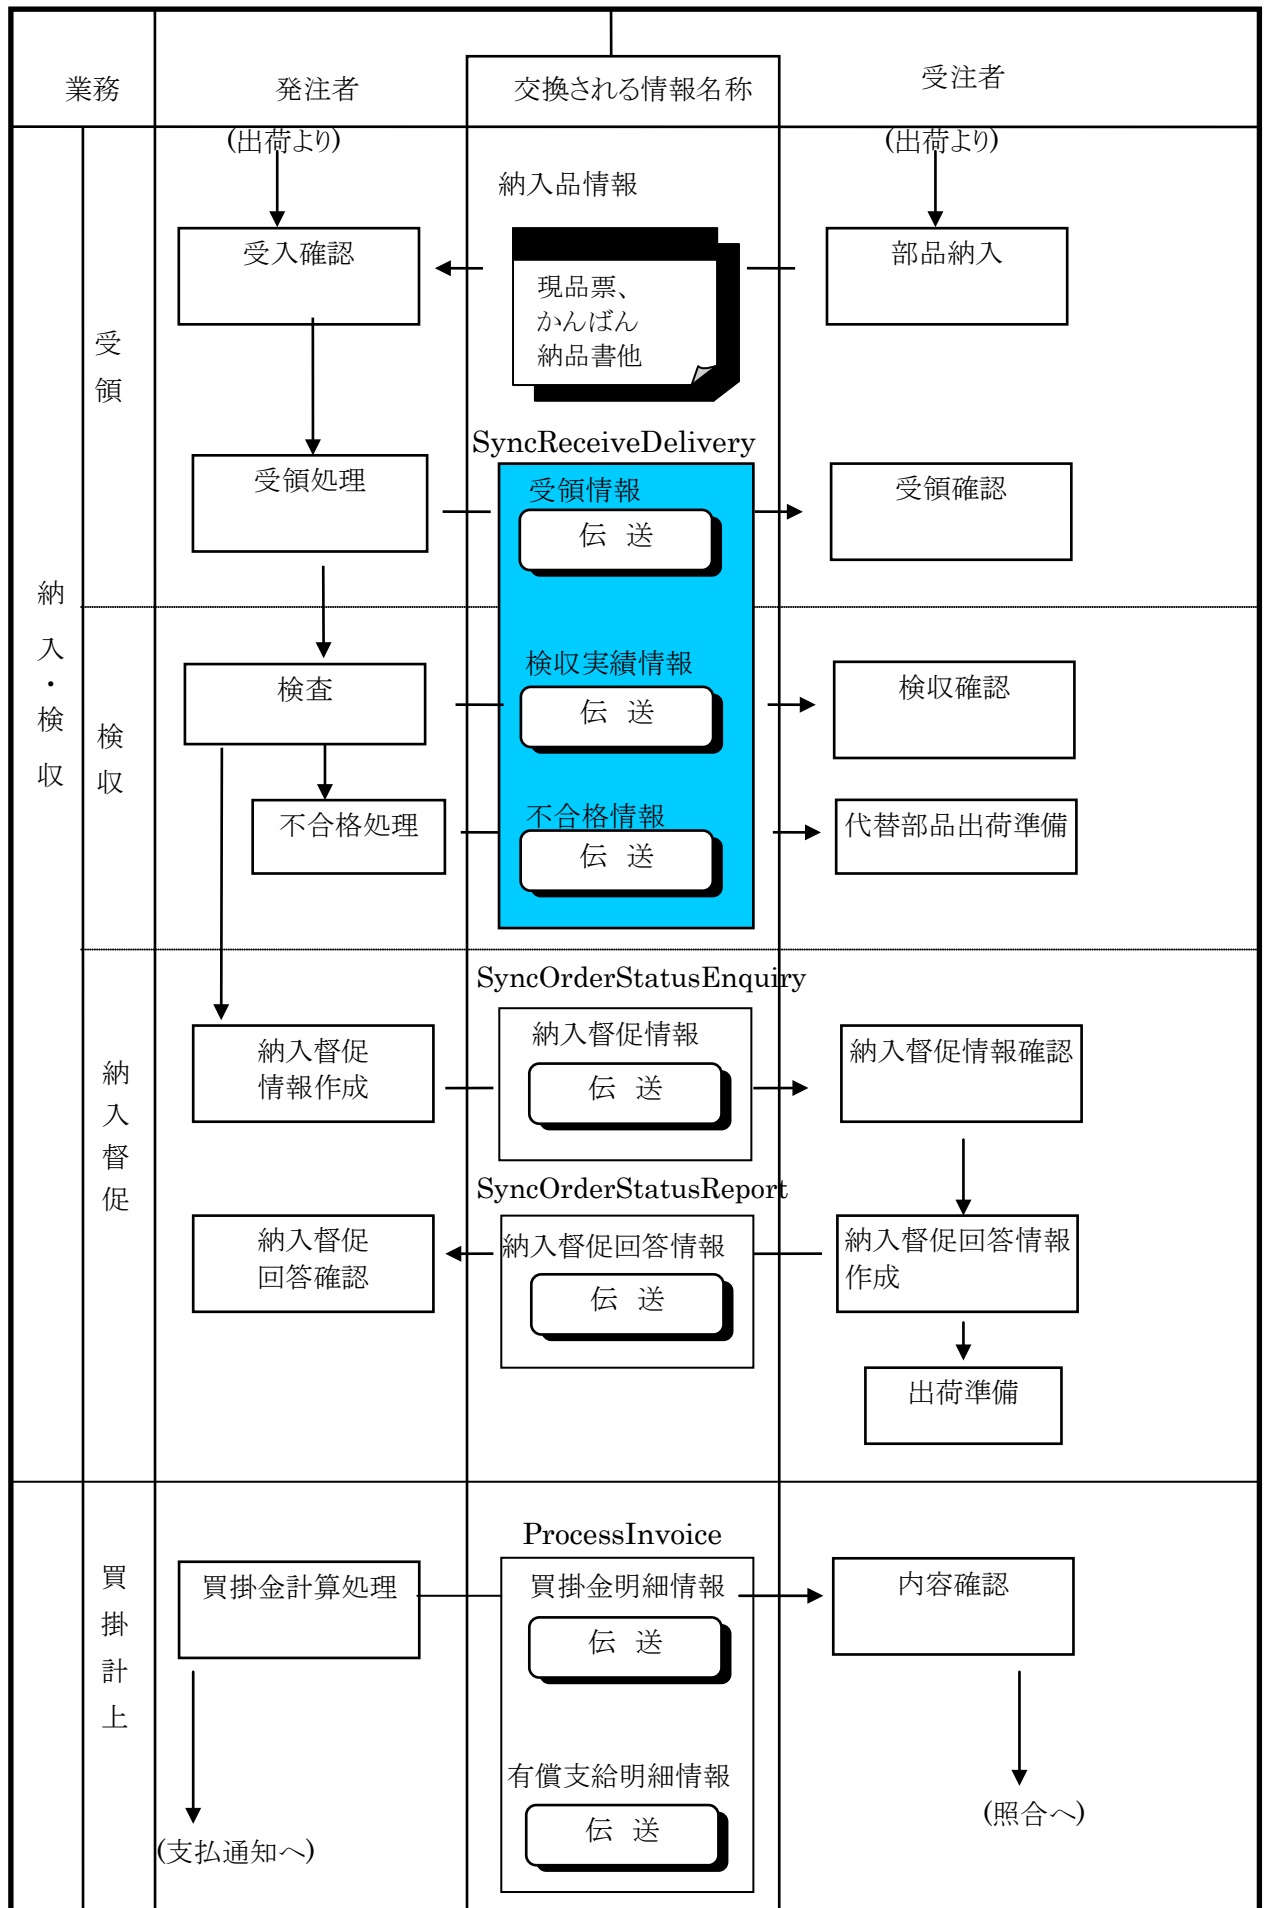 業務
発注者
交換される情報名称
受注者
(出荷より)
(出荷より)
納入品情報
受入確認
部品納入
現品票、
かんばん
納品書他
受領
SyncReceiveDelivery
受領処理
受領情報
伝 送
受領確認
納入・検収
検収
検査
検収実績情報
伝 送
検収確認
不合格処理
不合格情報
伝 送
代替部品出荷準備
SyncOrderStatusEnquiry
納入督促
納入督促
情報作成
納入督促情報
伝 送
納入督促情報確認
SyncOrderStatusReport
納入督促
回答確認
納入督促回答情報
伝 送
納入督促回答情報
作成
出荷準備
ProcessInvoice
買掛計上
買掛金計算処理
買掛金明細情報
伝 送
内容確認
有償支給明細情報
伝 送
(照合へ)
(支払通知へ)